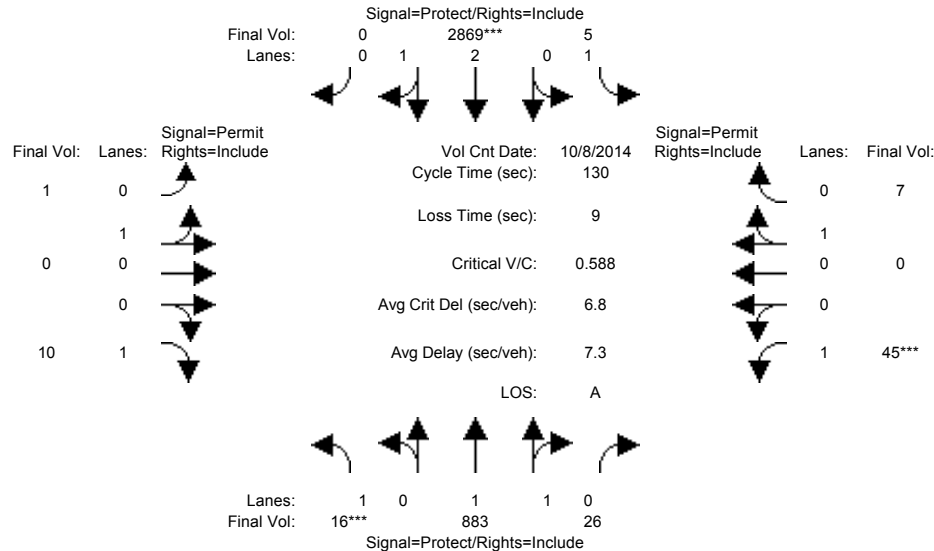 Signal=Protect/Rights=Include
Final Vol: 0 2869*** 5
Lanes: 0 1 2 0 1
Signal=Permit Signal=Permit
Final Vol: Lanes: Rights=Include Vol Cnt Date: 10/8/2014 Rights=Include Lanes: Final Vol:
Cycle Time (sec): 130
1 0 0 7
Loss Time (sec): 9
1 1
0 0 Critical V/C: 0.588 0 0
0 Avg Crit Del (sec/veh): 6.8 0
10 1 Avg Delay (sec/veh): 7.3 1 45***
LOS: A
Lanes: 1 0 1 1 0
Final Vol: 16*** 883 26
Signal=Protect/Rights=Include